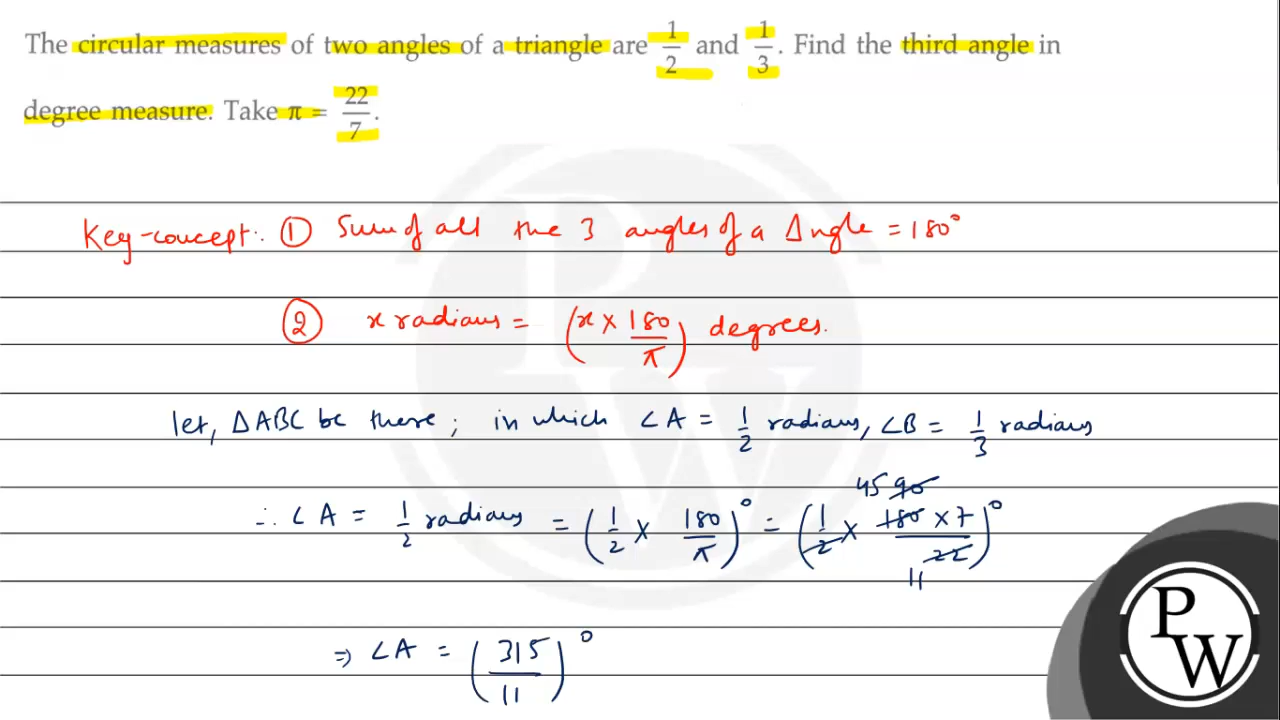 The circular measures of two angles of a triangle are 1/2 and 1/3. Find the third angle in
degree measure. Take π = 22/7.
Key-concept:. ① Sum of all the 3 angles of a Δngle = 180°
② x radians = (x × 180/π) degrees.
let, ΔABC be there; in which ∠A = 1/2 radians, ∠B = 1/3 radians
∴ ∠A = 1/2 radians = (1/2 × 180/π)° = (1/2 × 180 × 7/22)° 45 90 11
⇒ ∠A = (315/11)°
PW